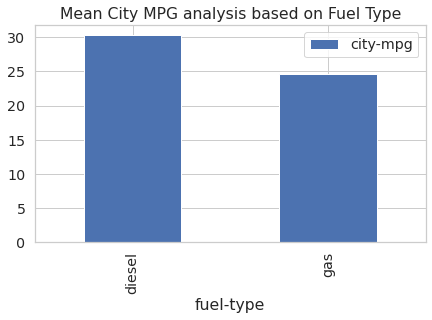 Mean City MPG analysis based on Fuel Type
city-mpg
30
25
20
15
10
5
0
diesel
gas
fuel-type